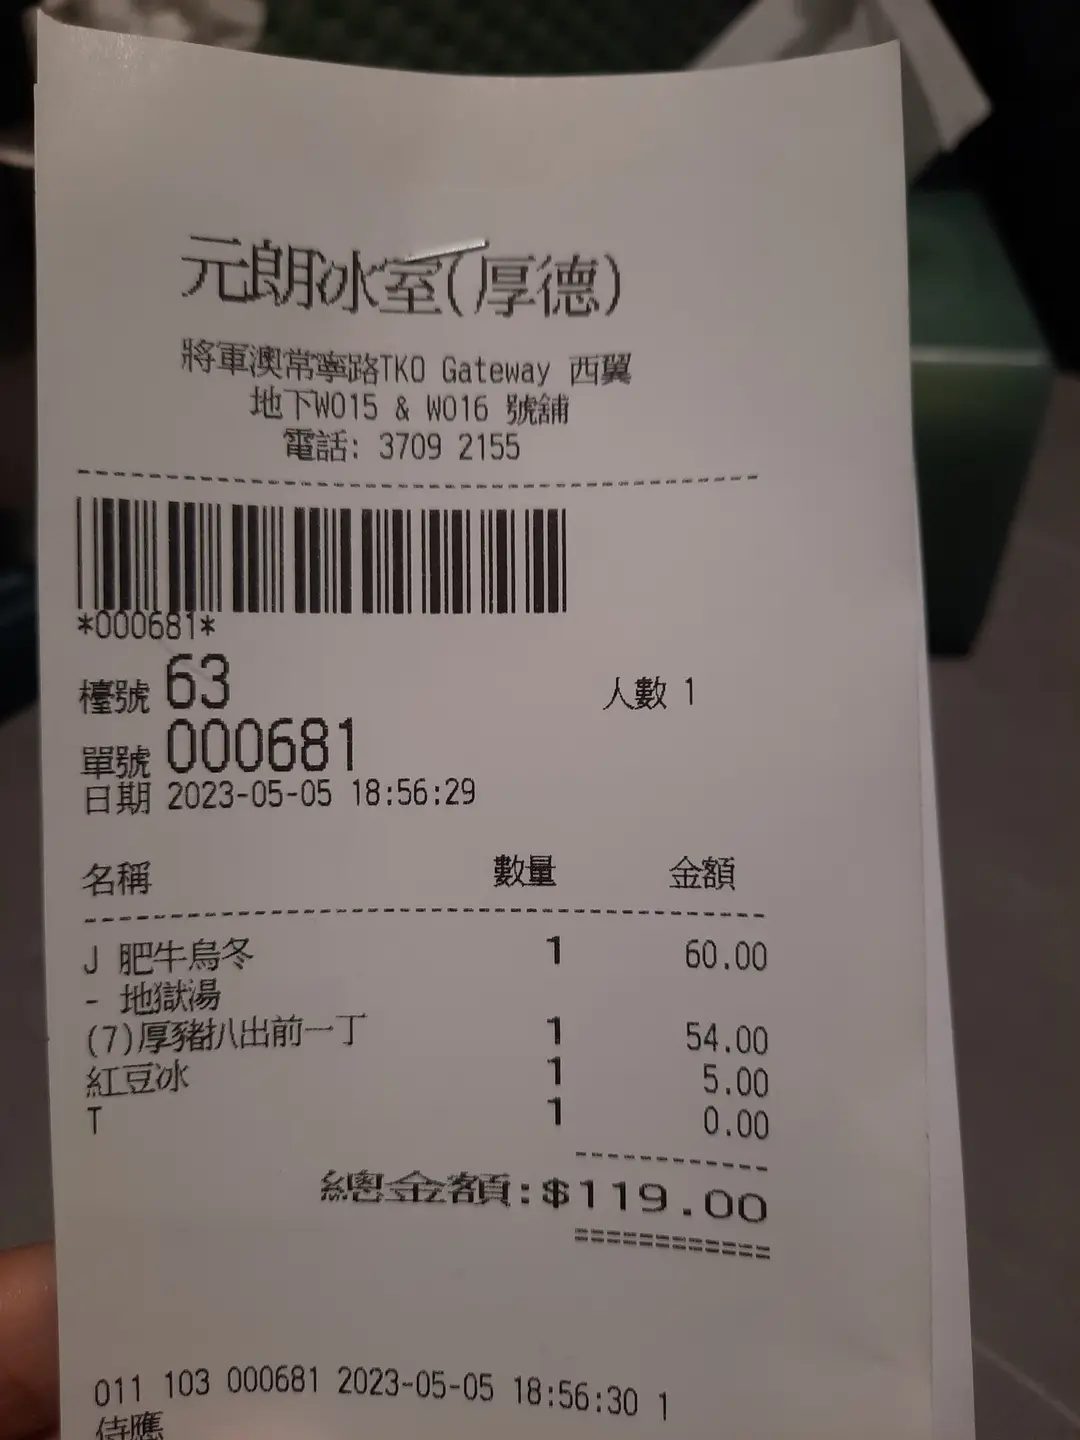 元朗冰室(厚德)
將軍澳常寧路TKO Gateway 西翼
地下W015 & W016 號舖
電話: 3709 2155
*000681*
檯號 63 人數 1
單號 000681
日期 2023-05-05 18:56:29
名稱 數量 金額
J 肥牛烏冬 1 60.00
- 地獄湯
(7)厚豬扒出前一丁 1 54.00
紅豆冰 1 5.00
T 1 0.00
總金額:$119.00
011 103 000681 2023-05-05 18:56:30 1
侍應